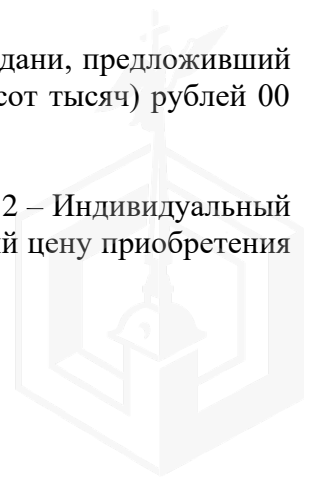 дани, предложивший
сот тысяч) рублей 00
2 – Индивидуальный
й цену приобретения